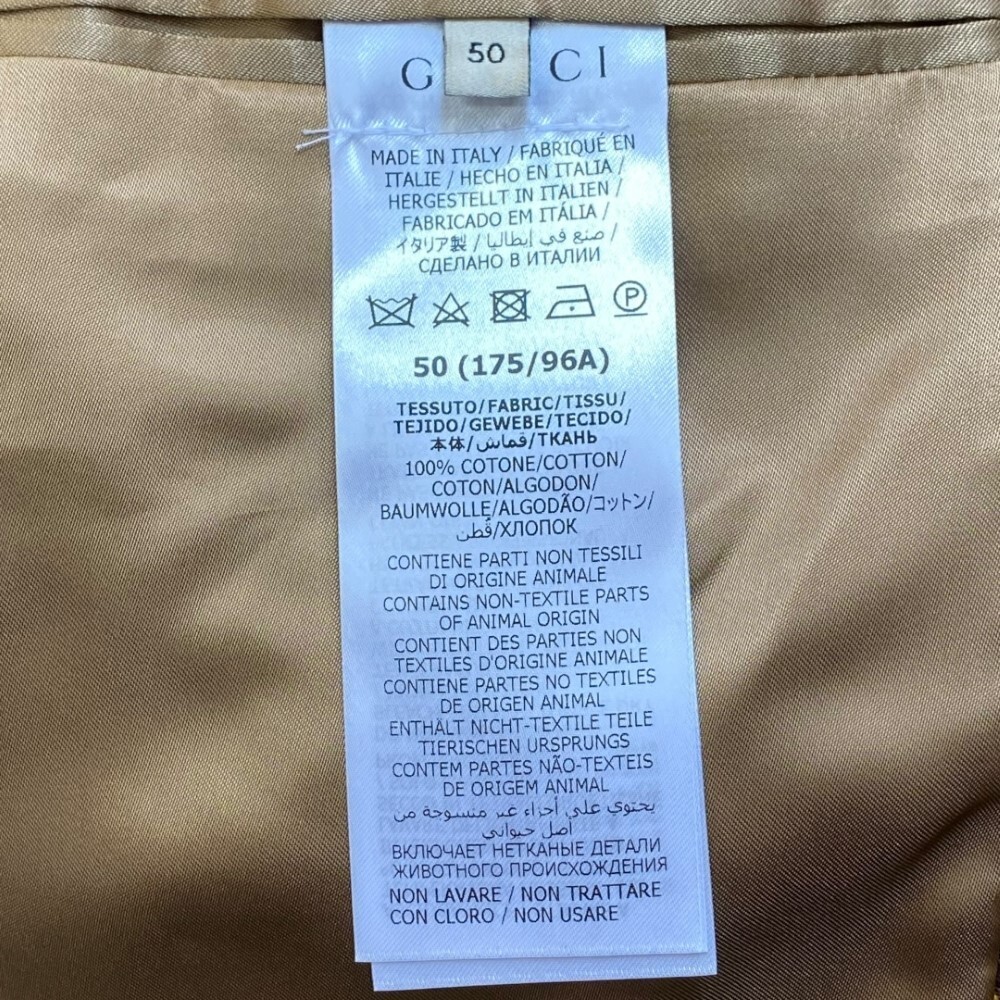 G CI
50
MADE IN ITALY / FABRIQUÉ EN
ITALIE / HECHO EN ITALIA /
HERGESTELLT IN ITALIEN /
FABRICADO EM ITÁLIA /
イタリア製 / صنع في إيطاليا /
СДЕЛАНО В ИТАЛИИ
P
50 (175/96A)
TESSUTO/FABRIC/TISSU/
TEJIDO/GEWEBE/TECIDO/
本体/قماش/ТКАНЬ
100% COTONE/COTTON/
COTON/ALGODON/
BAUMWOLLE/ALGODÃO/コットン/
قطن/ХЛОПОК
CONTIENE PARTI NON TESSILI
DI ORIGINE ANIMALE
CONTAINS NON-TEXTILE PARTS
OF ANIMAL ORIGIN
CONTIENT DES PARTIES NON
TEXTILES D'ORIGINE ANIMALE
CONTIENE PARTES NO TEXTILES
DE ORIGEN ANIMAL
ENTHÄLT NICHT-TEXTILE TEILE
TIERISCHEN URSPRUNGS
CONTEM PARTES NÃO-TEXTEIS
DE ORIGEM ANIMAL
يحتوي على أجزاء غير منسوجة من
أصل حيواني
ВКЛЮЧАЕТ НЕТКАНЫЕ ДЕТАЛИ
ЖИВОТНОГО ПРОИСХОЖДЕНИЯ
NON LAVARE / NON TRATTARE
CON CLORO / NON USARE